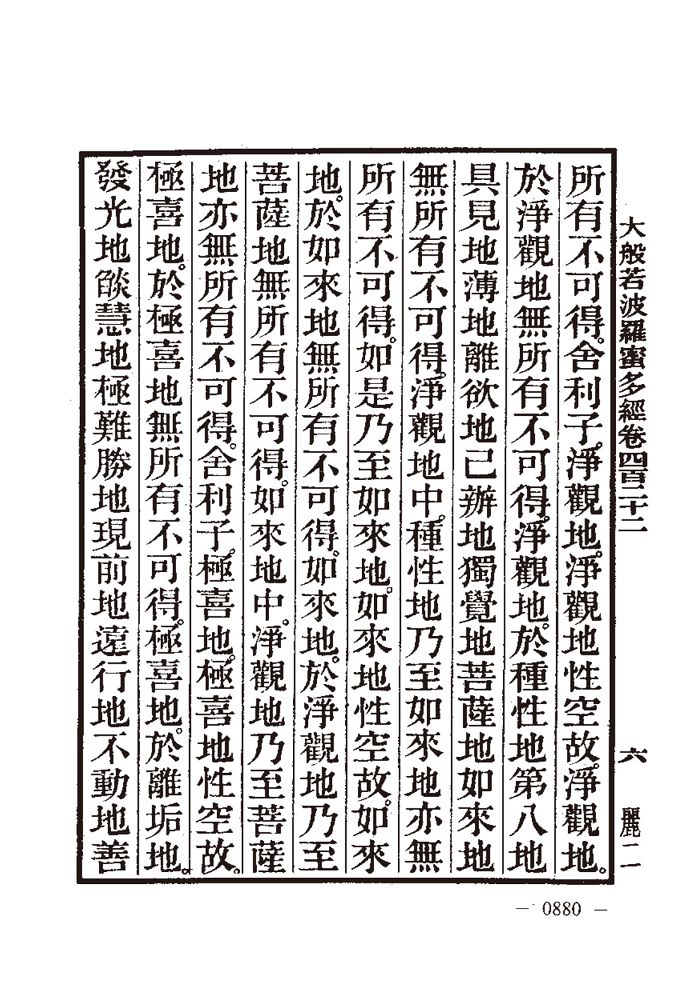 大般若波羅蜜多經卷四百二十二
六
麗二
所有不可得。舍利子。淨觀地。淨觀地性空故。淨觀地。
於淨觀地無所有不可得。淨觀地。於種性地第八地
具見地薄地離欲地已辦地獨覺地菩薩地如來地
無所有不可得。淨觀地中。種性地乃至如來地亦無
所有不可得。如是乃至如來地。如來地性空故。如來
地。於如來地無所有不可得。如來地。於淨觀地乃至
菩薩地無所有不可得。如來地中。淨觀地乃至菩薩
地亦無所有不可得。舍利子。極喜地。極喜地性空故。
極喜地。於極喜地無所有不可得。極喜地。於離垢地。
發光地燄慧地極難勝地現前地遠行地不動地善
— 0880 —